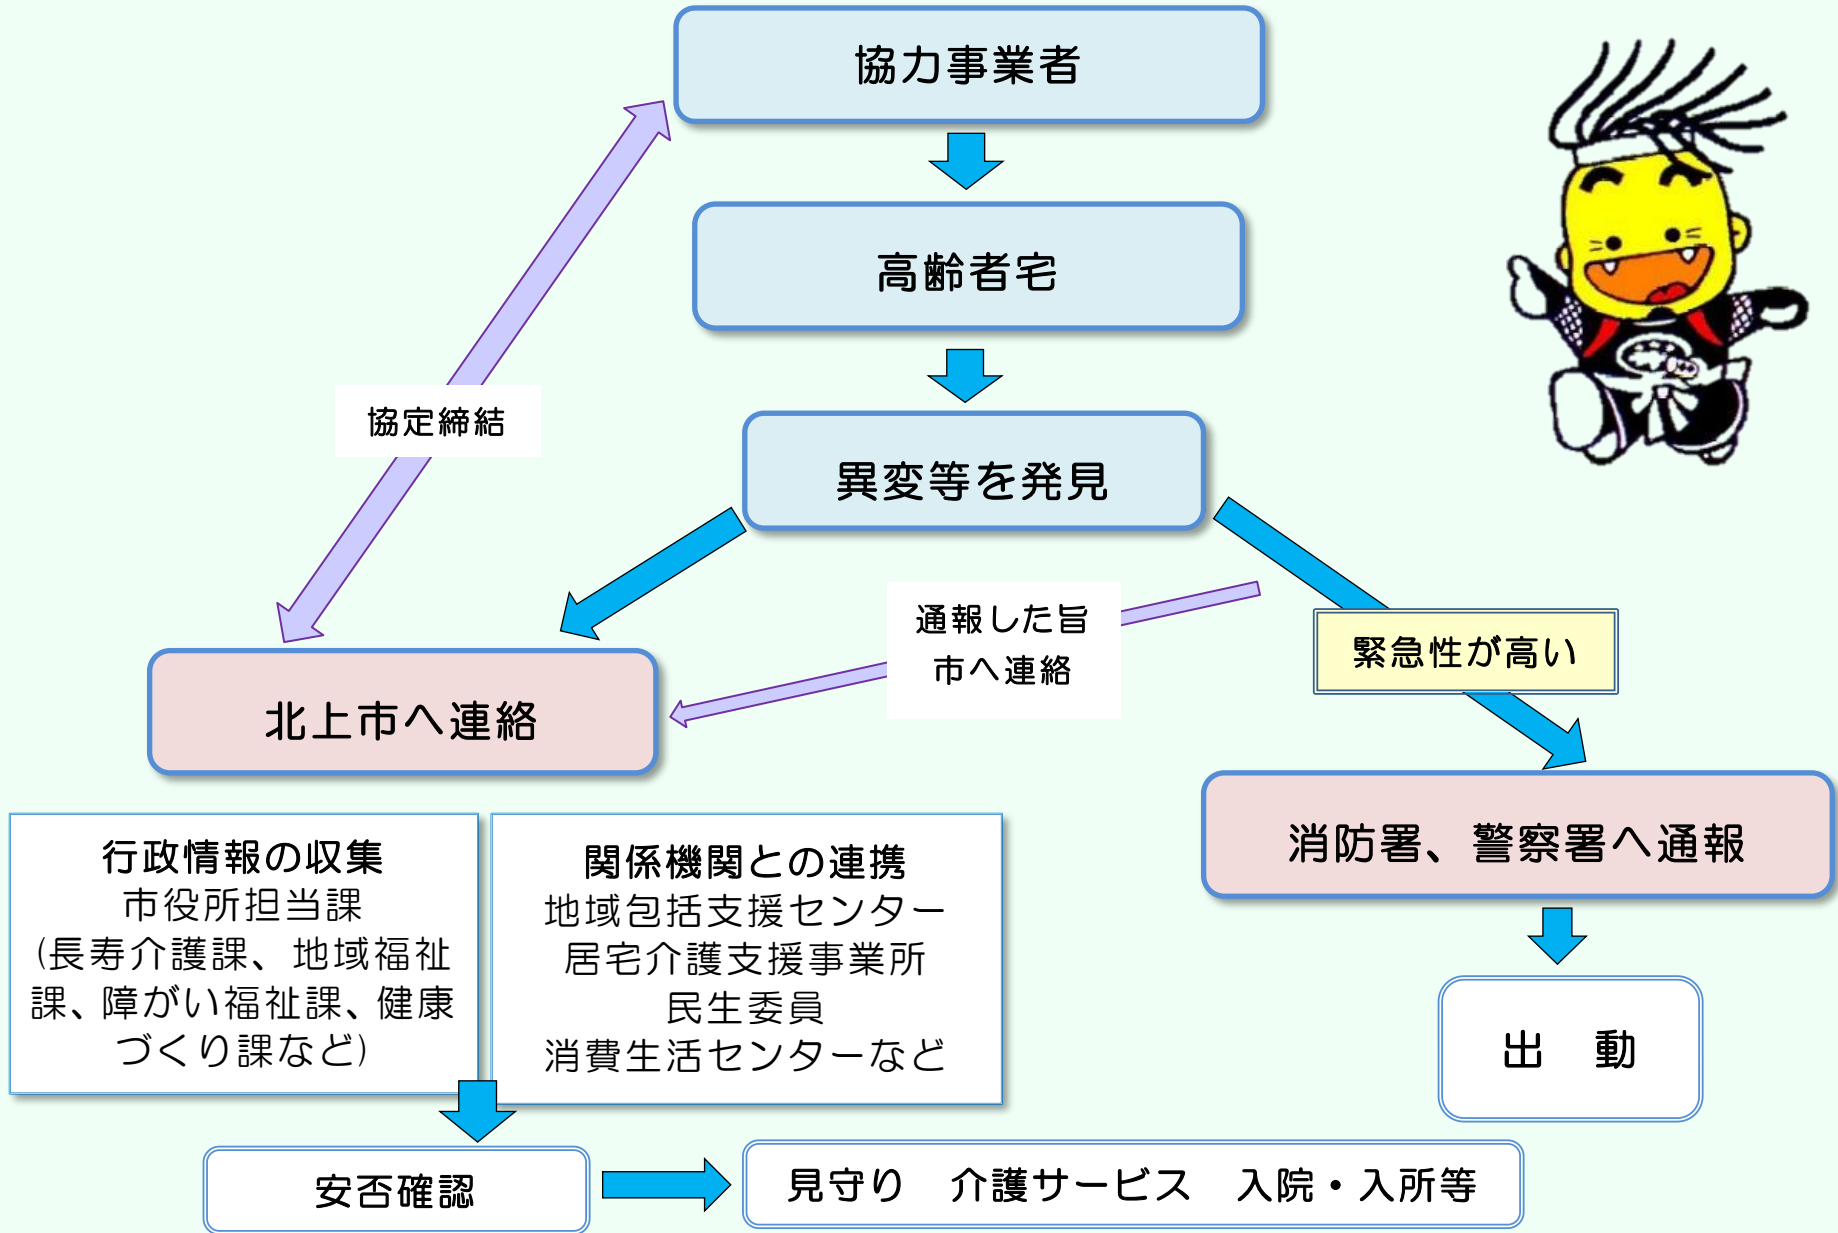 協力事業者
高齢者宅
協定締結
異変等を発見
通報した旨
市へ連絡
緊急性が高い
北上市へ連絡
消防署、警察署へ通報
行政情報の収集
市役所担当課
(長寿介護課、地域福祉
課、障がい福祉課、健康
づくり課など)
関係機関との連携
地域包括支援センター
居宅介護支援事業所
民生委員
消費生活センターなど
出　動
安否確認
見守り　介護サービス　入院・入所等